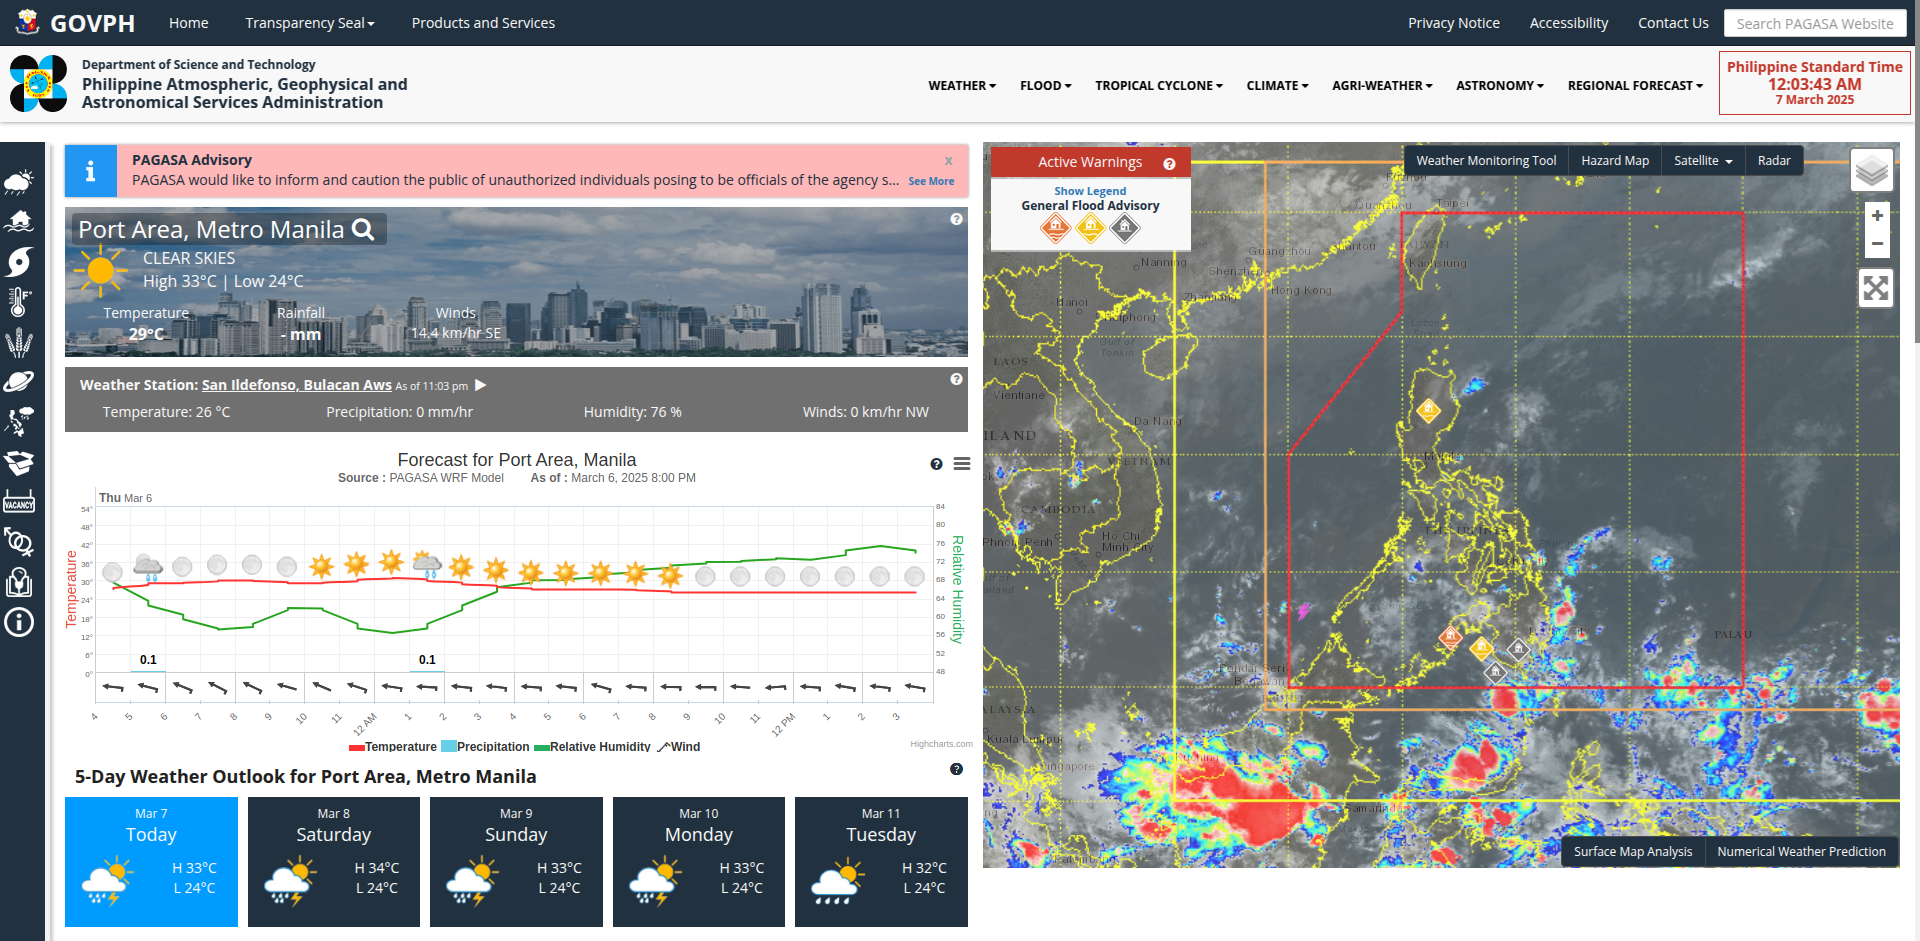 GOVPH
Home
Transparency Seal
Products and Services
Privacy Notice
Accessibility
Contact Us
Search PAGASA Website
Department of Science and Technology
Philippine Atmospheric, Geophysical and
Astronomical Services Administration
WEATHER
FLOOD
TROPICAL CYCLONE
CLIMATE
AGRI-WEATHER
ASTRONOMY
REGIONAL FORECAST
Philippine Standard Time
12:03:43 AM
7 March 2025
PAGASA Advisory
x
PAGASA would like to inform and caution the public of unauthorized individuals posing to be officials of the agency s... See More
Port Area, Metro Manila
CLEAR SKIES
High 33°C | Low 24°C
Temperature Rainfall Winds
29°C - mm 14.4 km/hr SE
Weather Station: San Ildefonso, Bulacan Aws As of 11:03 pm
Temperature: 26 °C Precipitation: 0 mm/hr Humidity: 76 % Winds: 0 km/hr NW
Forecast for Port Area, Manila
Source : PAGASA WRF Model As of : March 6, 2025 8:00 PM
Thu Mar 6
Temperature
54°
48°
42°
36°
30°
24°
18°
12°
6°
0°
84
80
76
72
68
64
60
56
52
48
Relative Humidity
0.1
0.1
4 5 6 7 8 9 10 11 12 AM 1 2 3 4 5 6 7 8 9 10 11 12 PM 1 2 3
Temperature Precipitation Relative Humidity Wind
Highcharts.com
5-Day Weather Outlook for Port Area, Metro Manila
Mar 7
Today
H 33°C
L 24°C
Mar 8
Saturday
H 34°C
L 24°C
Mar 9
Sunday
H 33°C
L 24°C
Mar 10
Monday
H 33°C
L 24°C
Mar 11
Tuesday
H 32°C
L 24°C
VACANCY
Active Warnings
Show Legend
General Flood Advisory
Weather Monitoring Tool
Hazard Map
Satellite
Radar
+
−
Taipei
Guangzhou
Shantou
Kaohsiung
Nanning
Shenzhen
Hong Kong
Zhanjiang
Hanoi
Haiphong
Gulf of
Tonkin
Luzon
LAOS
Vientiane
Da Nang
ILAND
VIETNAM
Manila
CAMBODIA
Phnom Penh
Ho Chi
Minh City
PALAU
Bandar Seri
Kuala Lumpur
Singapore
Kuching
Samarinda
Surface Map Analysis
Numerical Weather Prediction